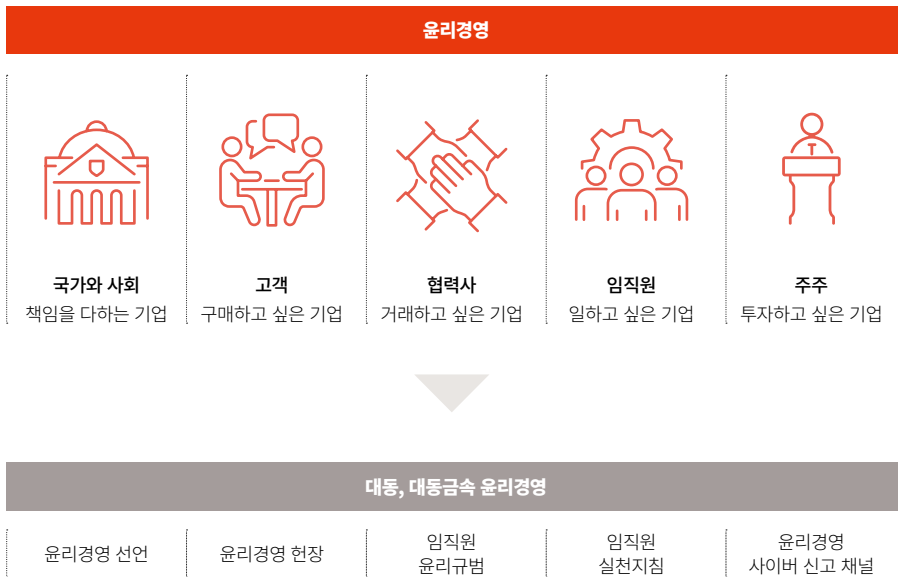 윤리경영
국가와 사회
책임을 다하는 기업
고객
구매하고 싶은 기업
협력사
거래하고 싶은 기업
임직원
일하고 싶은 기업
주주
투자하고 싶은 기업
대동, 대동금속 윤리경영
윤리경영 선언
윤리경영 헌장
임직원
윤리규범
임직원
실천지침
윤리경영
사이버 신고 채널